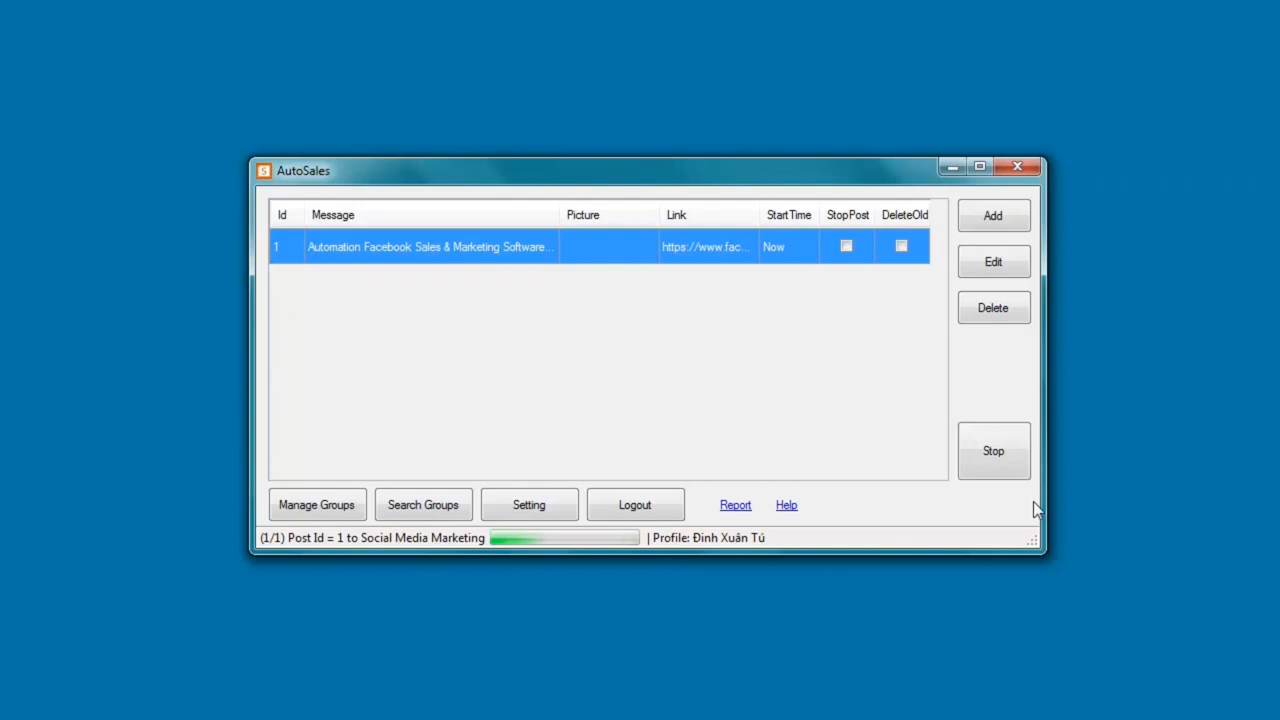 S AutoSales
Id Message Picture Link StartTime StopPost DeleteOld
1 Automation Facebook Sales & Marketing Software... https://www.fac... Now
Add
Edit
Delete
Stop
Manage Groups Search Groups Setting Logout Report Help
(1/1) Post Id = 1 to Social Media Marketing | Profile: Đinh Xuân Tú